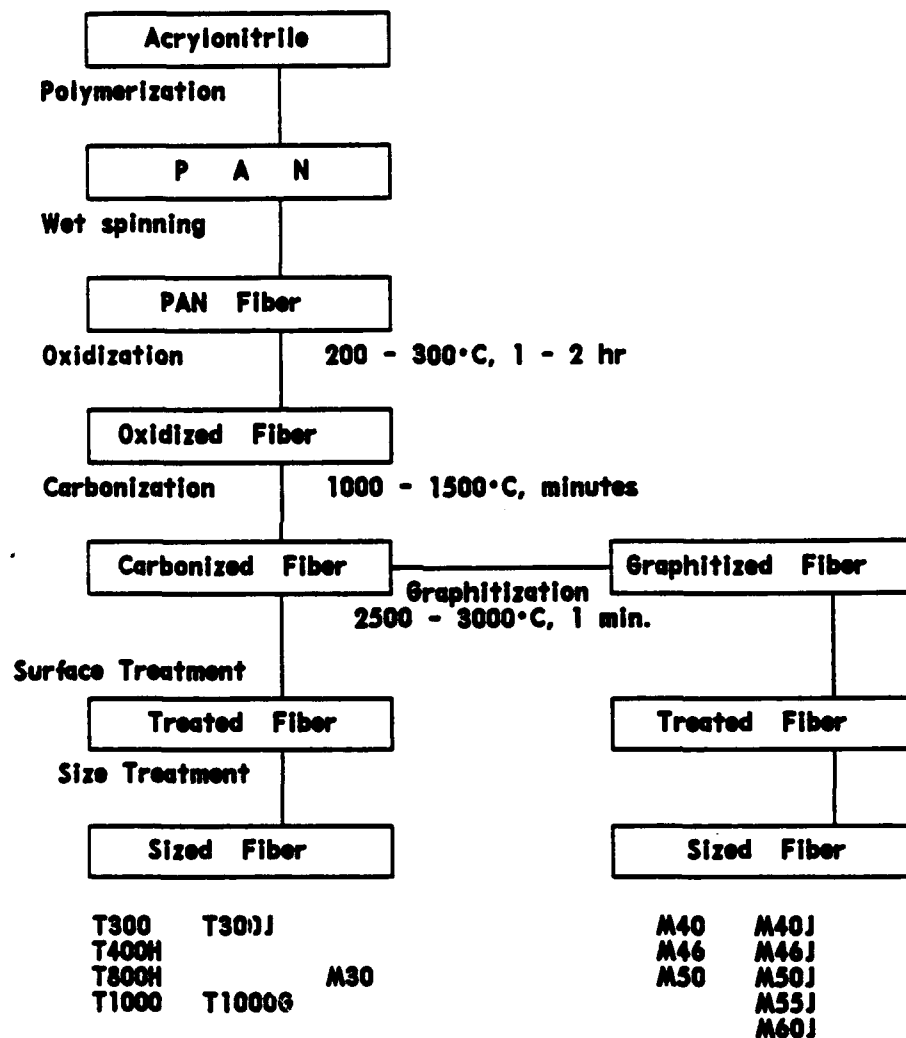 Acrylonitrile
Polymerization
P A N
Wet spinning
PAN Fiber
Oxidization 200 - 300°C, 1 - 2 hr
Oxidized Fiber
Carbonization 1000 - 1500°C, minutes
Carbonized Fiber Graphitized Fiber
Graphitization
2500 - 3000°C, 1 min.
Surface Treatment
Treated Fiber Treated Fiber
Size Treatment
Sized Fiber Sized Fiber
T300 T300J M40 M40J
T400H M46 M46J
T800H M30 M50 M50J
T1000 T1000G M55J
M60J